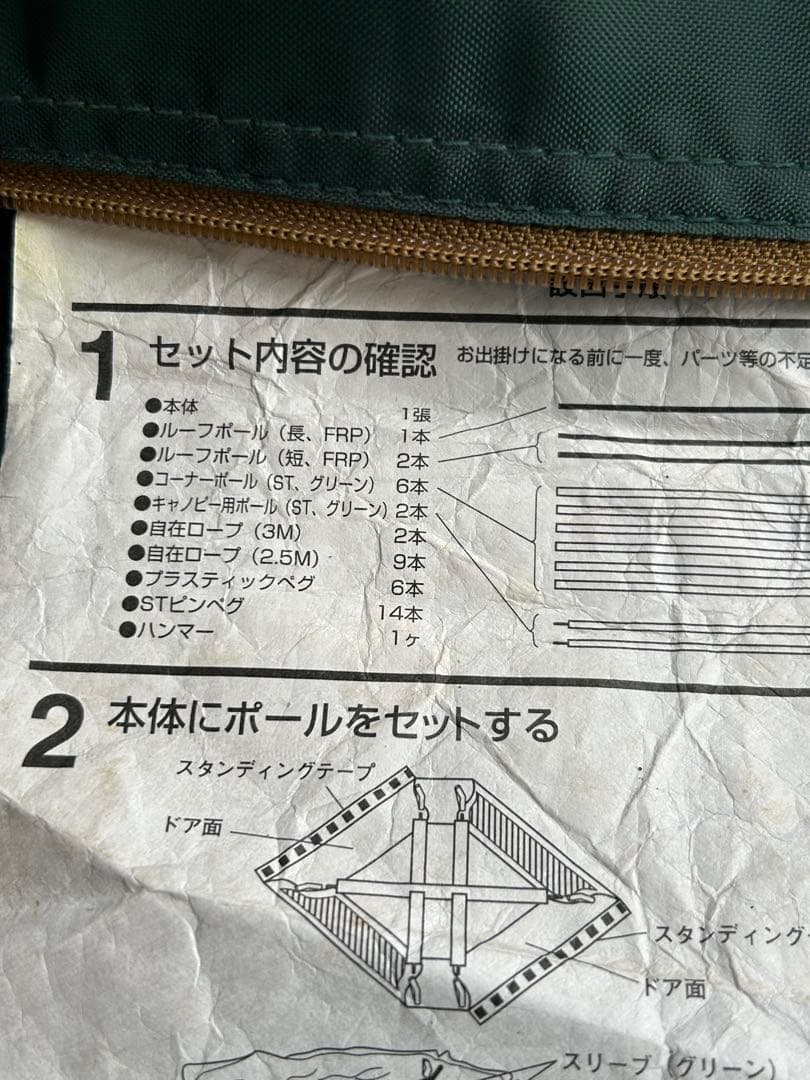 1 セット内容の確認 お出掛けになる前に一度、パーツ等の不足
●本体 1張
●ルーフポール（長、FRP） 1本
●ルーフポール（短、FRP） 2本
●コーナーポール（ST、グリーン） 6本
●キャノピー用ポール（ST、グリーン） 2本
●自在ロープ（3M） 2本
●自在ロープ（2.5M） 9本
●プラスティックペグ 6本
●STピンペグ 14本
●ハンマー 1ヶ
2 本体にポールをセットする
スタンディングテープ
ドア面
スタンディング
ドア面
スリーブ（グリーン）